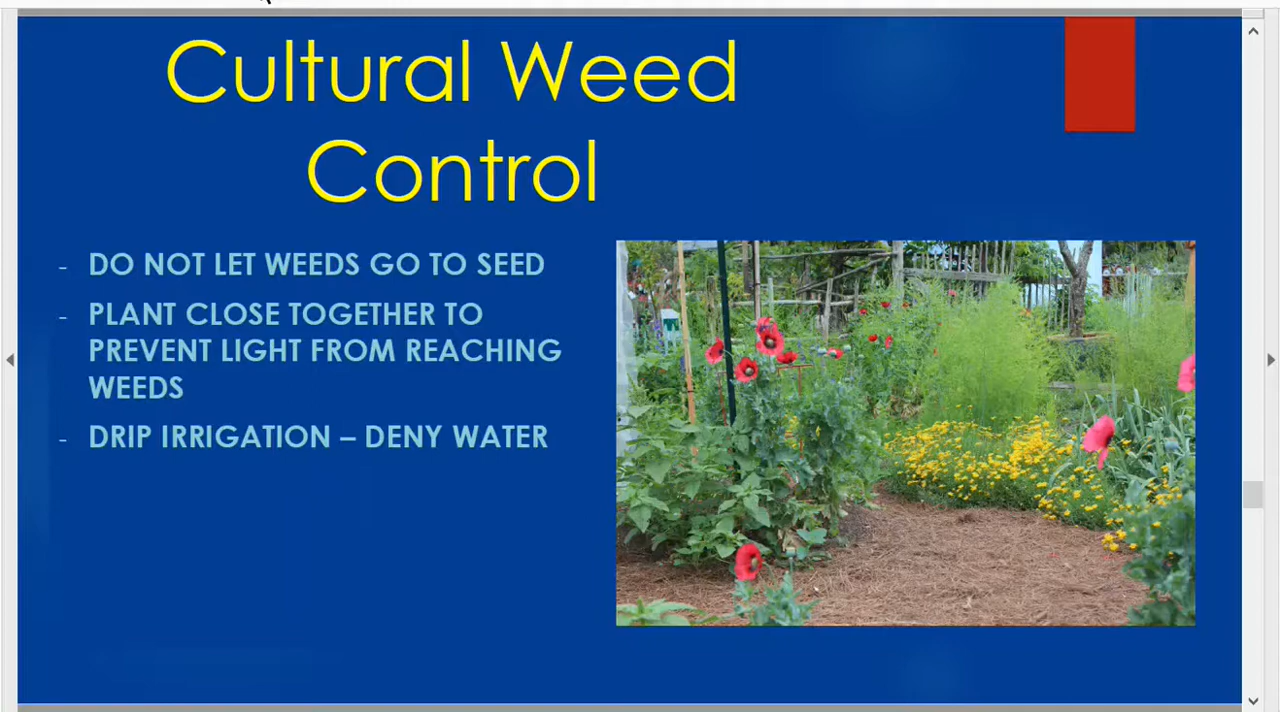 Cultural Weed
Control
- DO NOT LET WEEDS GO TO SEED
- PLANT CLOSE TOGETHER TO
PREVENT LIGHT FROM REACHING
WEEDS
- DRIP IRRIGATION – DENY WATER